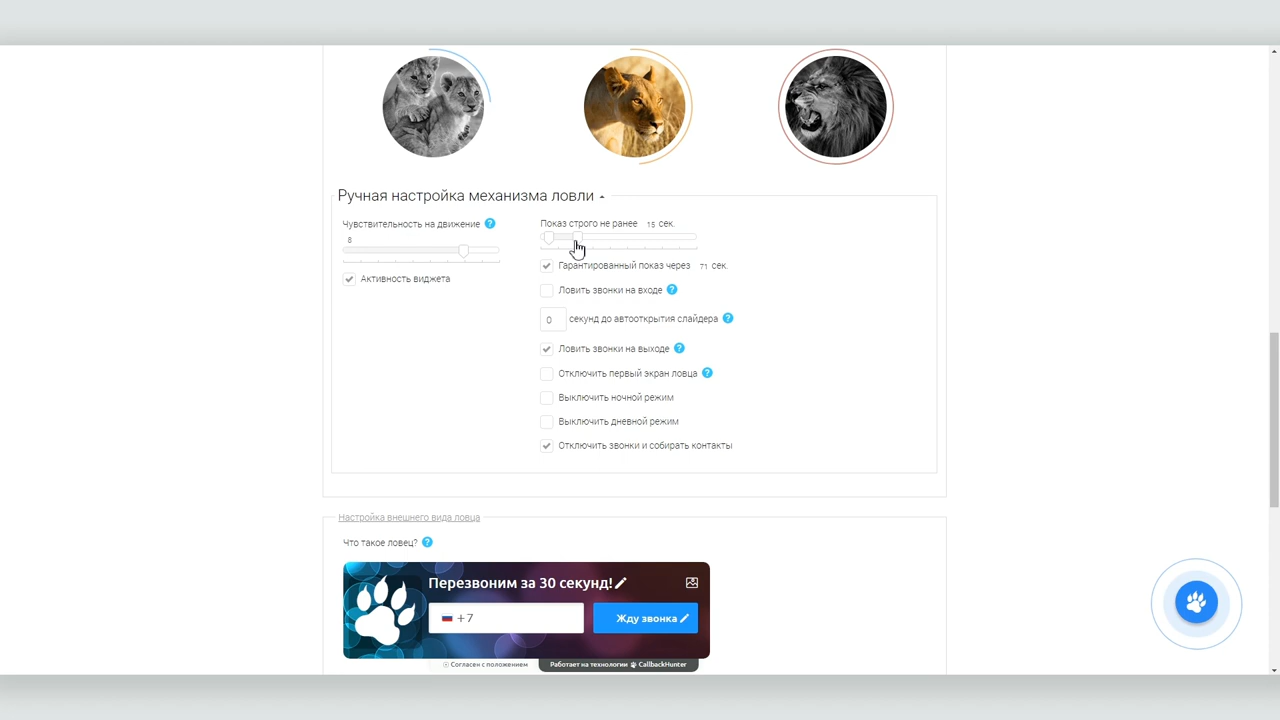 Ручная настройка механизма ловли
Чувствительность на движение ?
8
Активность виджета
Показ строго не ранее 15 сек.
Гарантированный показ через 71 сек.
Ловить звонки на входе ?
0 секунд до автооткрытия слайдера ?
Ловить звонки на выходе ?
Отключить первый экран ловца ?
Выключить ночной режим
Выключить дневной режим
Отключить звонки и собирать контакты
Настройка внешнего вида ловца
Что такое ловец? ?
Перезвоним за 30 секунд!
+7
Жду звонка
Согласен с положением
Работает на технологии CallbackHunter